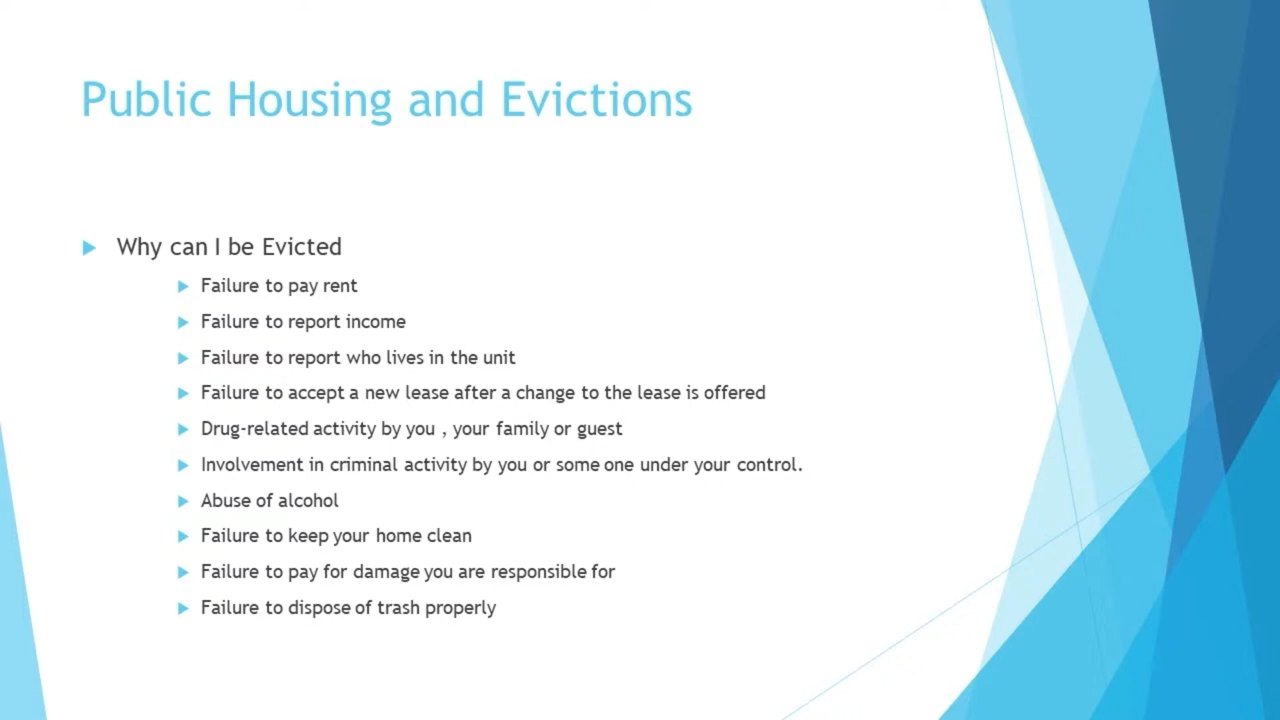 Public Housing and Evictions
Why can I be Evicted
Failure to pay rent
Failure to report income
Failure to report who lives in the unit
Failure to accept a new lease after a change to the lease is offered
Drug-related activity by you , your family or guest
Involvement in criminal activity by you or some one under your control.
Abuse of alcohol
Failure to keep your home clean
Failure to pay for damage you are responsible for
Failure to dispose of trash properly